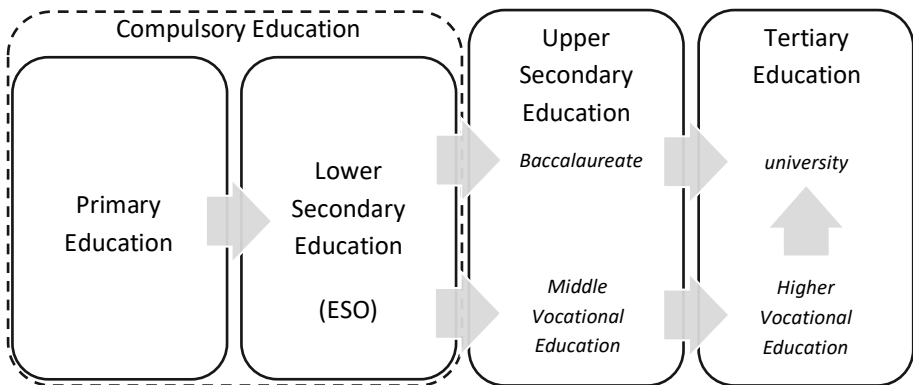 Compulsory Education
Primary
Education
Lower
Secondary
Education
(ESO)
Upper
Secondary
Education
Baccalaureate
Middle
Vocational
Education
Tertiary
Education
university
Higher
Vocational
Education